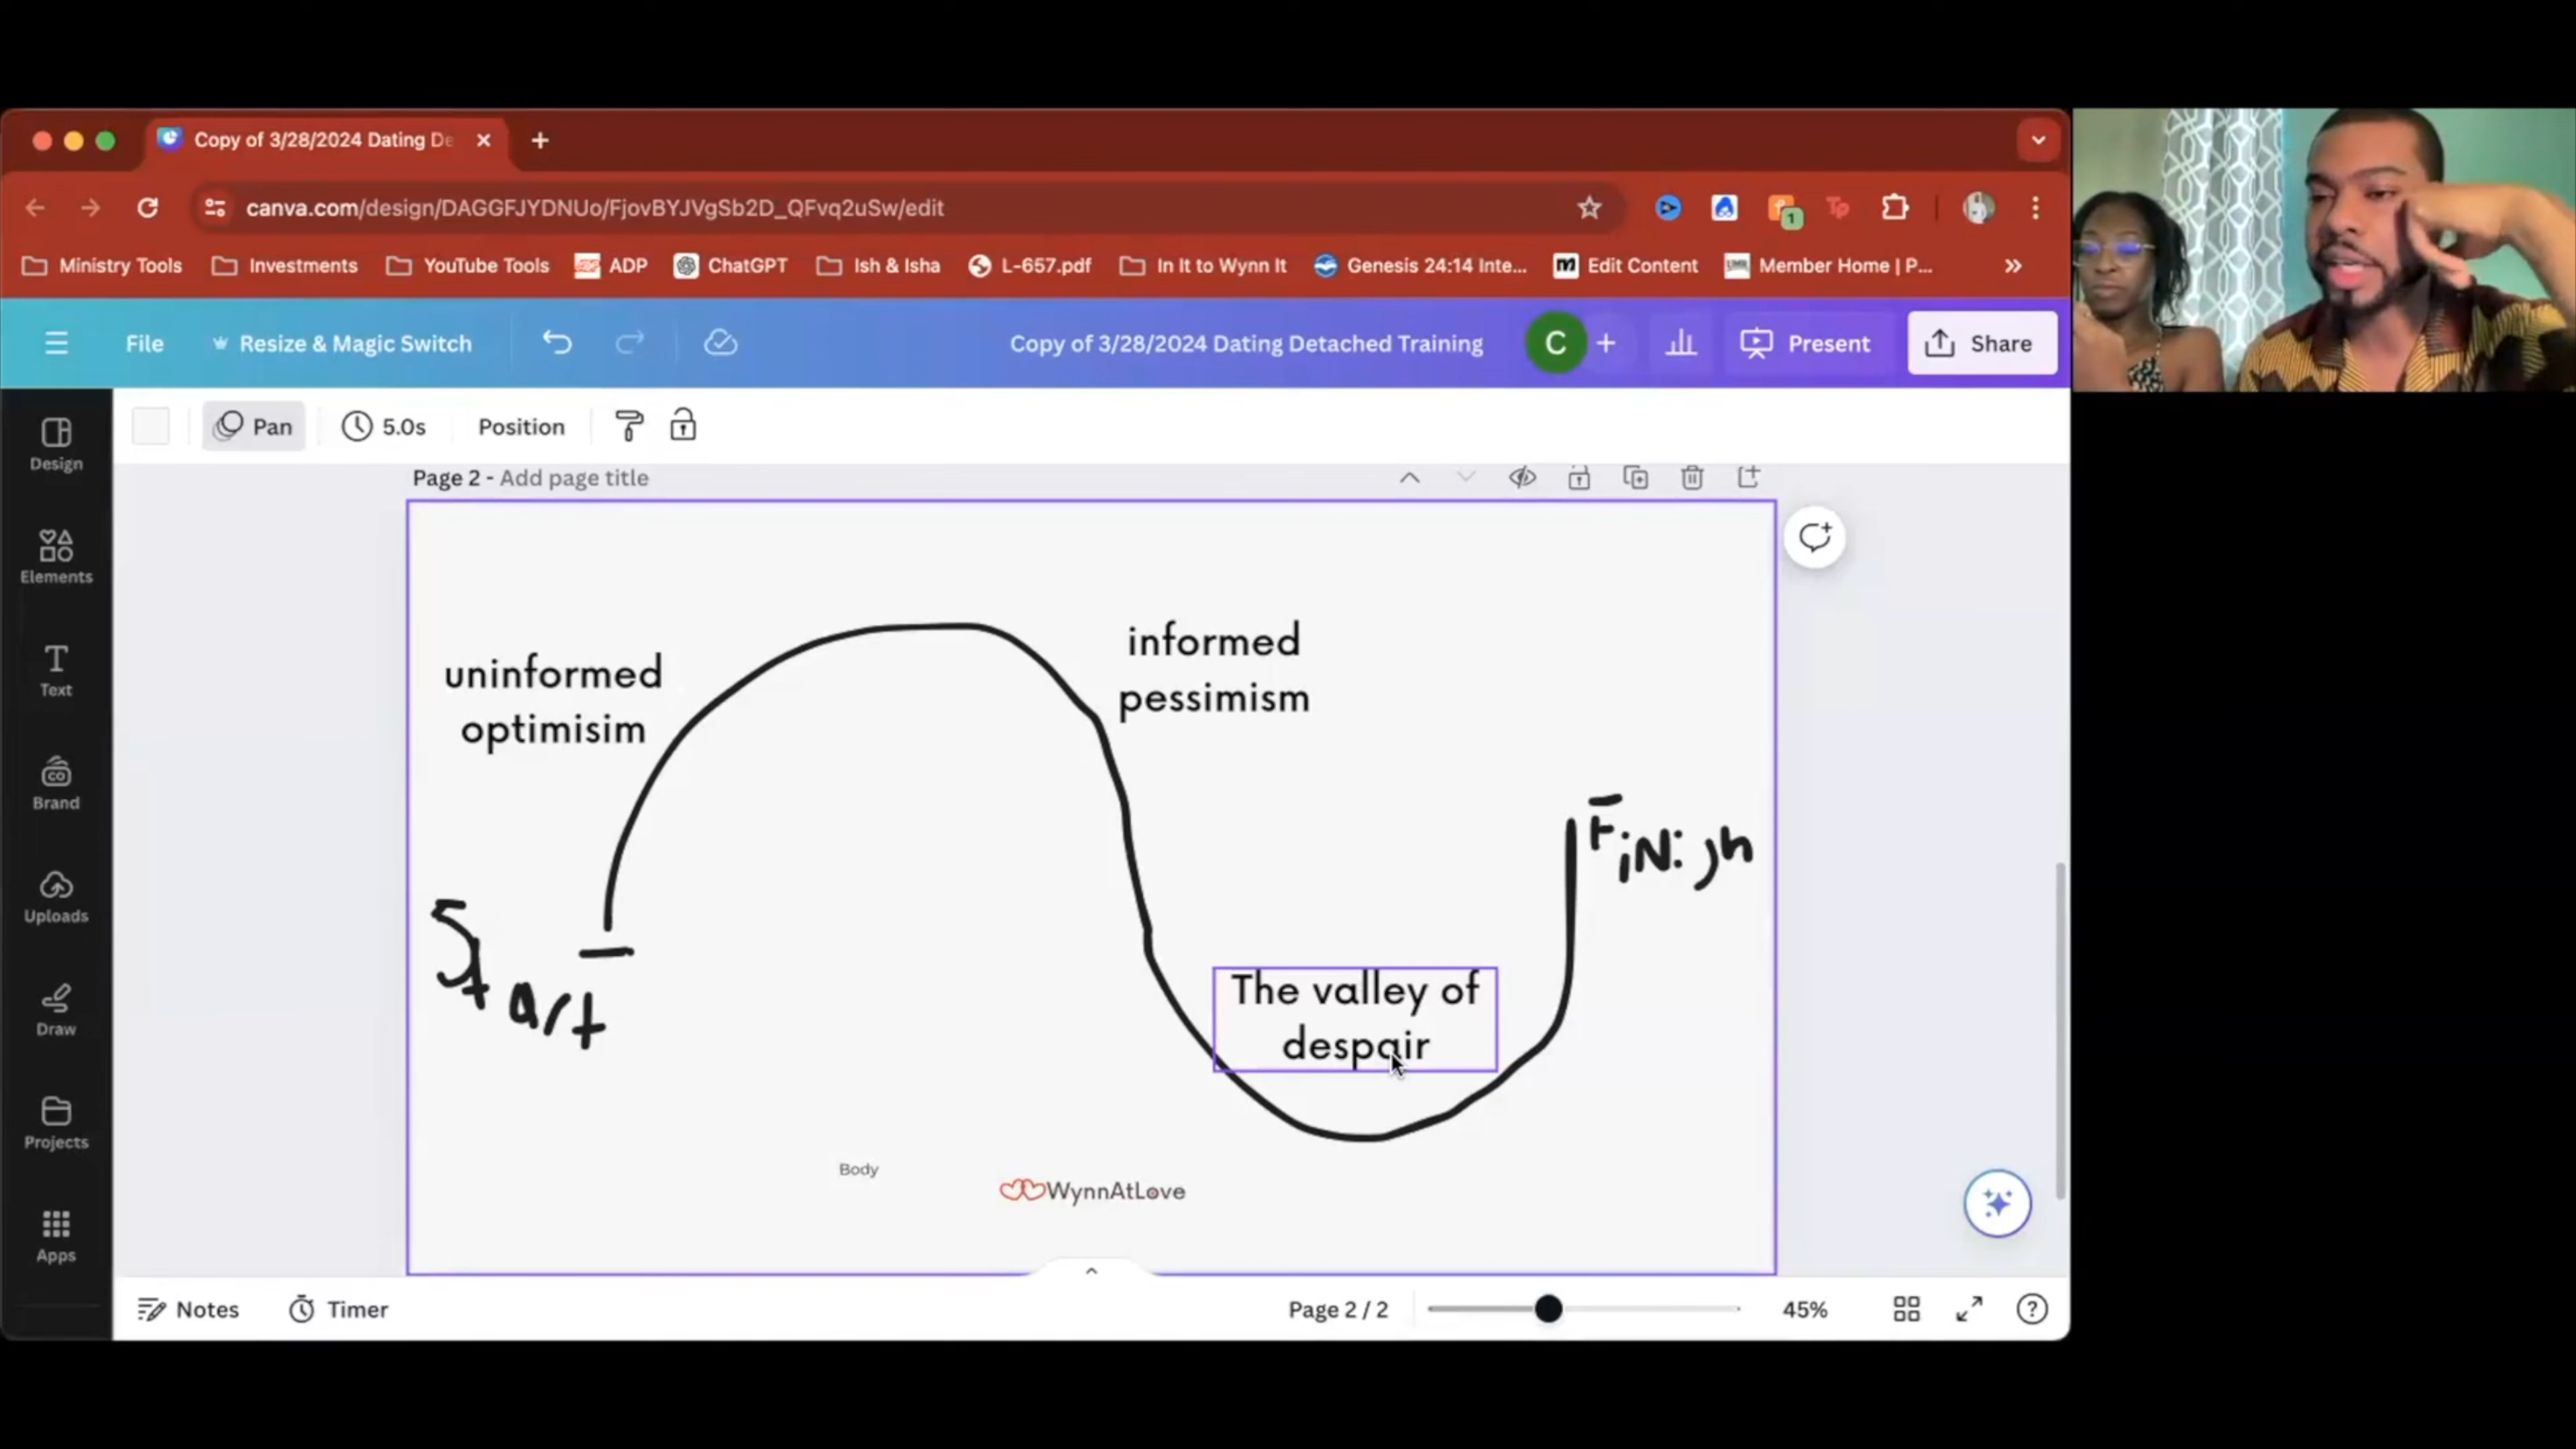 Copy of 3/28/2024 Dating De
canva.com/design/DAGGFJYDNUo/FjovBYJVgSb2D_QFvq2uSw/edit
1
Tp
Ministry Tools
Investments
YouTube Tools
ADP
ChatGPT
Ish & Isha
L-657.pdf
In It to Wynn It
Genesis 24:14 Inte...
Edit Content
Member Home | P...
File
Resize & Magic Switch
Copy of 3/28/2024 Dating Detached Training
C
Present
Share
Pan
5.0s
Position
Design
Elements
Text
Brand
Uploads
Draw
Projects
Apps
Page 2 - Add page title
uninformed
optimisim
informed
pessimism
Start
Finish
The valley of
despair
Body
WynnAtLove
Notes
Timer
Page 2 / 2
45%